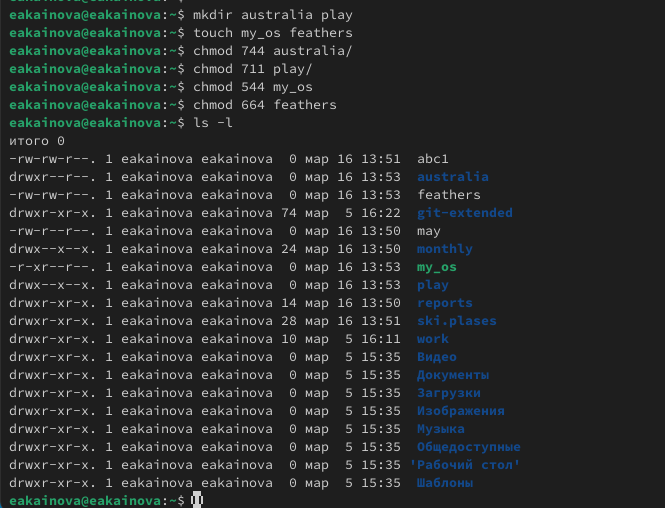 eakainova@eakainova:~$ mkdir australia play
eakainova@eakainova:~$ touch my_os feathers
eakainova@eakainova:~$ chmod 744 australia/
eakainova@eakainova:~$ chmod 711 play/
eakainova@eakainova:~$ chmod 544 my_os
eakainova@eakainova:~$ chmod 664 feathers
eakainova@eakainova:~$ ls -l
итого 0
-rw-rw-r--. 1 eakainova eakainova  0 мар 16 13:51  abc1
drwxr--r--. 1 eakainova eakainova  0 мар 16 13:53  australia
-rw-rw-r--. 1 eakainova eakainova  0 мар 16 13:53  feathers
drwxr-xr-x. 1 eakainova eakainova 74 мар  5 16:22  git-extended
-rw-r--r--. 1 eakainova eakainova  0 мар 16 13:50  may
drwx--x--x. 1 eakainova eakainova 24 мар 16 13:50  monthly
-r-xr--r--. 1 eakainova eakainova  0 мар 16 13:53  my_os
drwx--x--x. 1 eakainova eakainova  0 мар 16 13:53  play
drwxr-xr-x. 1 eakainova eakainova 14 мар 16 13:50  reports
drwxr-xr-x. 1 eakainova eakainova 28 мар 16 13:51  ski.plases
drwxr-xr-x. 1 eakainova eakainova 10 мар  5 16:11  work
drwxr-xr-x. 1 eakainova eakainova  0 мар  5 15:35  Видео
drwxr-xr-x. 1 eakainova eakainova  0 мар  5 15:35  Документы
drwxr-xr-x. 1 eakainova eakainova  0 мар  5 15:35  Загрузки
drwxr-xr-x. 1 eakainova eakainova  0 мар  5 15:35  Изображения
drwxr-xr-x. 1 eakainova eakainova  0 мар  5 15:35  Музыка
drwxr-xr-x. 1 eakainova eakainova  0 мар  5 15:35  Общедоступные
drwxr-xr-x. 1 eakainova eakainova  0 мар  5 15:35 'Рабочий стол'
drwxr-xr-x. 1 eakainova eakainova  0 мар  5 15:35  Шаблоны
eakainova@eakainova:~$